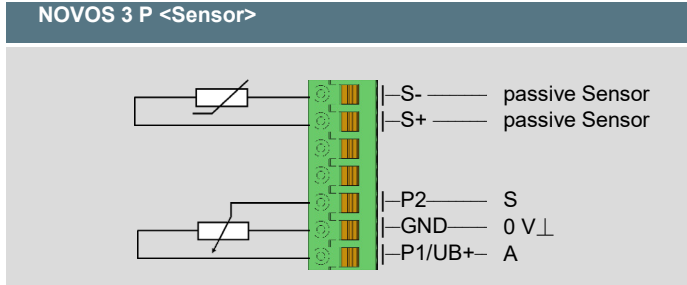 NOVOS 3 P <Sensor>
S- passive Sensor
S+ passive Sensor
P2 S
GND 0 V⊥
P1/UB+ A